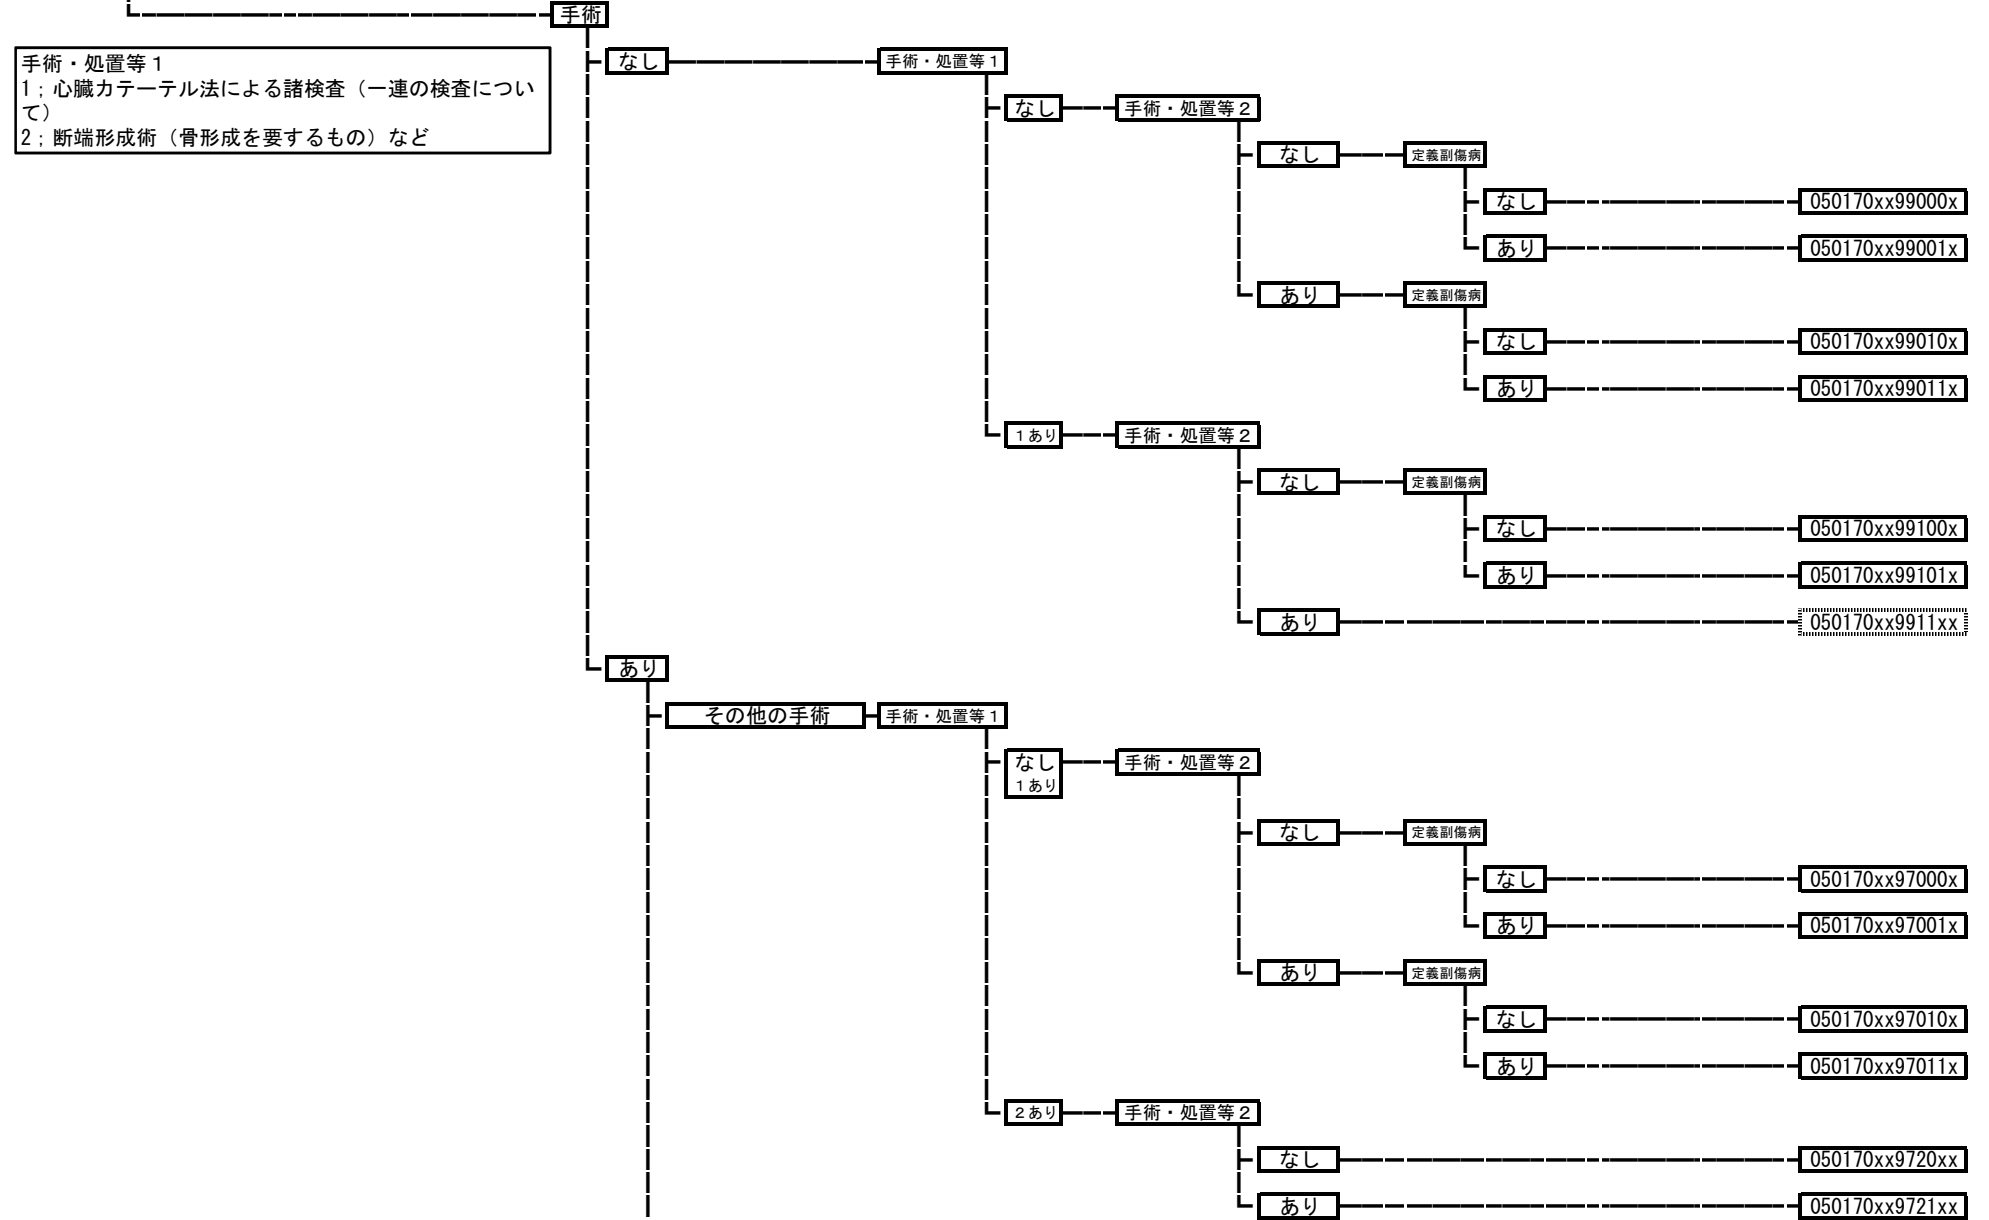 手術
手術・処置等1
1；心臓カテーテル法による諸検査（一連の検査につい
て）
2；断端形成術（骨形成を要するもの）など
なし
手術・処置等1
なし
手術・処置等2
なし
定義副傷病
なし
050170xx99000x
あり
050170xx99001x
あり
定義副傷病
なし
050170xx99010x
あり
050170xx99011x
1あり
手術・処置等2
なし
定義副傷病
なし
050170xx99100x
あり
050170xx99101x
あり
050170xx9911xx
あり
その他の手術
手術・処置等1
なし
1あり
手術・処置等2
なし
定義副傷病
なし
050170xx97000x
あり
050170xx97001x
あり
定義副傷病
なし
050170xx97010x
あり
050170xx97011x
2あり
手術・処置等2
なし
050170xx9720xx
あり
050170xx9721xx